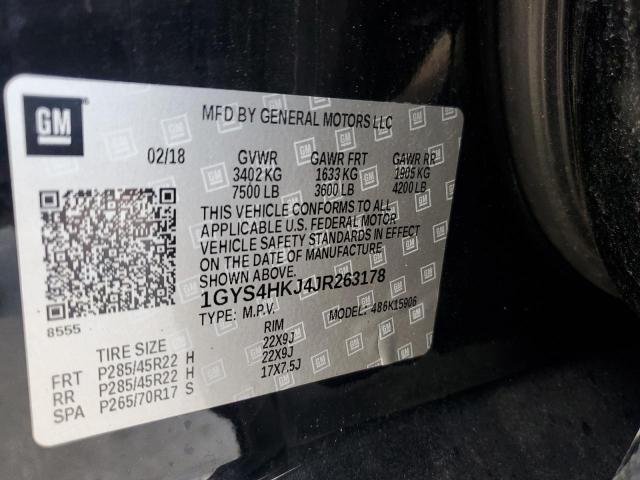 GM
MFD BY GENERAL MOTORS LLC
02/18 GVWR GAWR FRT GAWR RR
3402 KG 1633 KG 1905 KG
7500 LB 3600 LB 4200 LB
THIS VEHICLE CONFORMS TO ALL
APPLICABLE U.S. FEDERAL MOTOR
VEHICLE SAFETY STANDARDS IN EFFECT
ON THE DATE OF MANUFACTURE
SHOWN ABOVE.
1GYS4HKJ4JR263178
TYPE: M.P.V. 486K15906
8555
TIRE SIZE RIM
FRT P285/45R22 H 22X9J
RR P285/45R22 H 22X9J
SPA P265/70R17 S 17X7.5J